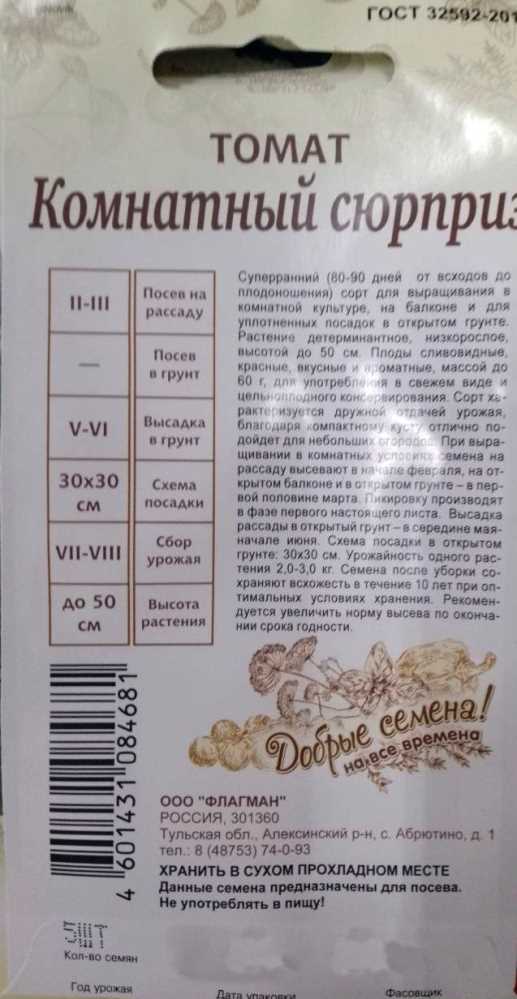 ГОСТ 32592-201
ТОМАТ
Комнатный сюрприз
II-III
Посев на
рассаду
—
Посев
в грунт
V-VI
Высадка
в грунт
30х30
см
Схема
посадки
VII-VIII
Сбор
урожая
до 50
см
Высота
растения
Суперранний (80-90 дней от всходов до
плодоношения) сорт для выращивания в
комнатной культуре, на балконе и для
уплотненных посадок в открытом грунте.
Растение детерминантное, низкорослое,
высотой до 50 см. Плоды сливовидные,
красные, вкусные и ароматные, массой до
60 г, для употребления в свежем виде и
цельноплодного консервирования. Сорт ха-
рактеризуется дружной отдачей урожая,
благодаря компактному кусту отлично по-
дойдет для небольших огородов. При выра-
щивании в комнатных условиях семена на
рассаду высевают в начале февраля, на от-
крытом балконе и в открытом грунте – в пер-
вой половине марта. Пикировку производят
в фазе первого настоящего листа. Высадка
рассады в открытый грунт – в середине мая-
начале июня. Схема посадки в открытом
грунте: 30х30 см. Урожайность одного рас-
тения 2,0-3,0 кг. Семена после уборки со-
храняют всхожесть в течение 10 лет при оп-
тимальных условиях хранения. Рекомен-
дуется увеличить норму высева по оконча-
нии срока годности.
4 601431 084681
Добрые семена!
на все времена
ООО "ФЛАГМАН"
РОССИЯ, 301360
Тульская обл., Алексинский р-н, с. Абрютино, д. 1
тел.: 8 (48753) 74-0-93
ХРАНИТЬ В СУХОМ ПРОХЛАДНОМ МЕСТЕ
Данные семена предназначены для посева.
Не употреблять в пищу!
5ШТ
Кол-во семян
Год урожая
Дата упаковки
Фасовщик